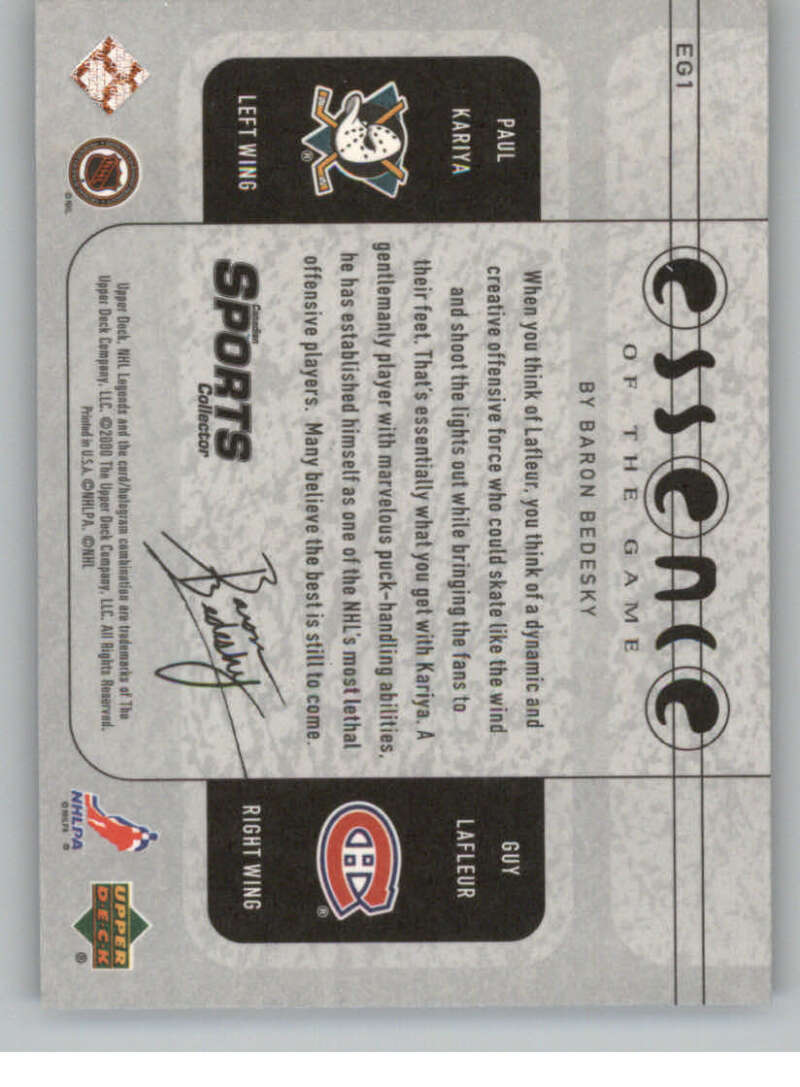 EG1
essence
OF THE GAME
BY BARON BEDESKY
PAUL
KARIYA
®
LEFT WING
When you think of Lafleur, you think of a dynamic and
creative offensive force who could skate like the wind
and shoot the lights out while bringing the fans to
their feet. That's essentially what you get with Kariya. A
gentlemanly player with marvelous puck-handling abilities,
he has established himself as one of the NHL's most lethal
offensive players. Many believe the best is still to come.
GUY
LAFLEUR
®
RIGHT WING
Canadian
SPORTS
Collector
Baron
Bedesky
Upper Deck, NHL Legends and the card/hologram combination are trademarks of The
Upper Deck Company, LLC. ©2000 The Upper Deck Company, LLC. All Rights Reserved.
Printed in U.S.A. ©NHLPA. ©NHL
© NHL
NHLPA
© NHLPA ®
UPPER
D·E·C·K
®